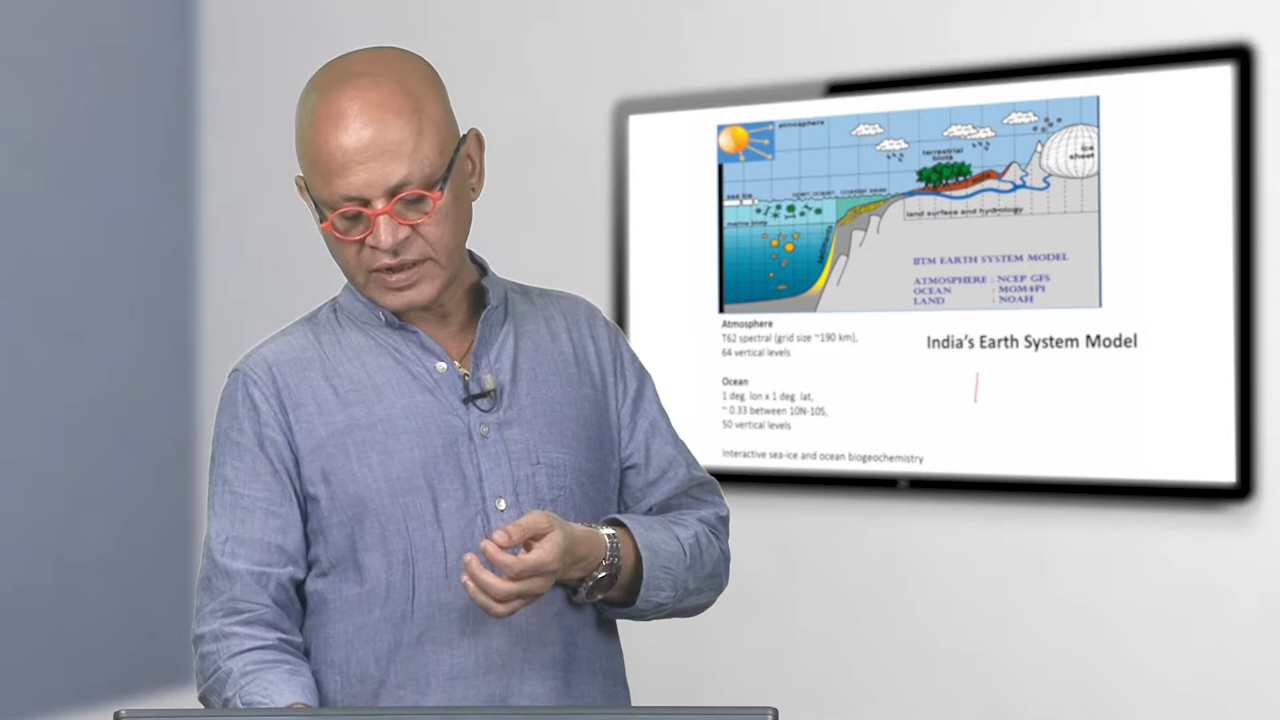 atmosphere
terrestrial
biota
ice
sheet
sea ice
open ocean
coastal seas
marine biota
land surface and hydrology
sediments
IITM EARTH SYSTEM MODEL
ATMOSPHERE : NCEP GFS
OCEAN : MOM4P1
LAND : NOAH
Atmosphere
T62 spectral (grid size ~190 km),
64 vertical levels
India's Earth System Model
Ocean
1 deg. lon x 1 deg. lat,
~ 0.33 between 10N-10S,
50 vertical levels
Interactive sea-ice and ocean biogeochemistry